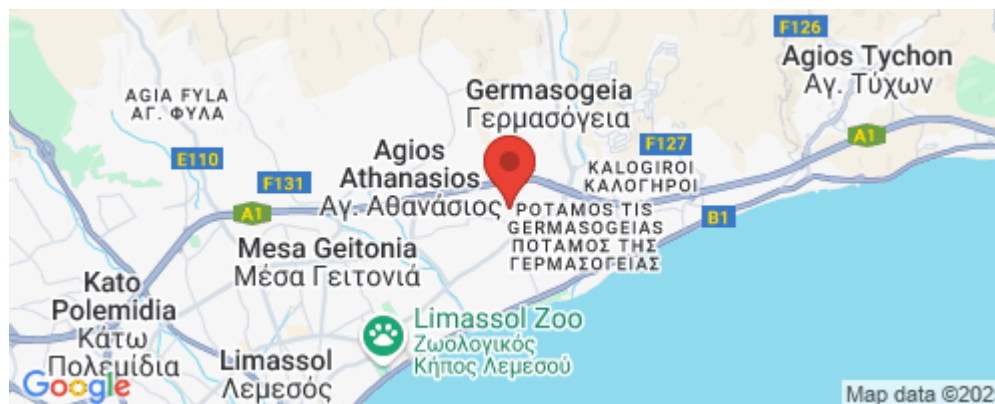 F126
Agios Tychon
Αγ. Τύχων
Germasogeia
Γερμασόγεια
AGIA FYLA
ΑΓ. ΦΥΛΑ
A1
F127
E110
Agios
Athanasios
Αγ. Αθανάσιος
KALOGIROI
ΚΑΛΟΓΗΡΟΙ
F131
A1
POTAMOS TIS
GERMASOGEIAS
ΠΟΤΑΜΟΣ ΤΗΣ
ΓΕΡΜΑΣΟΓΕΙΑΣ
B1
Mesa Geitonia
Μέσα Γειτονιά
Kato
Polemidia
Κάτω
Πολεμίδια
Limassol Zoo
Ζωολογικός
Κήπος Λεμεσού
Limassol
Λεμεσός
Google
Map data ©202